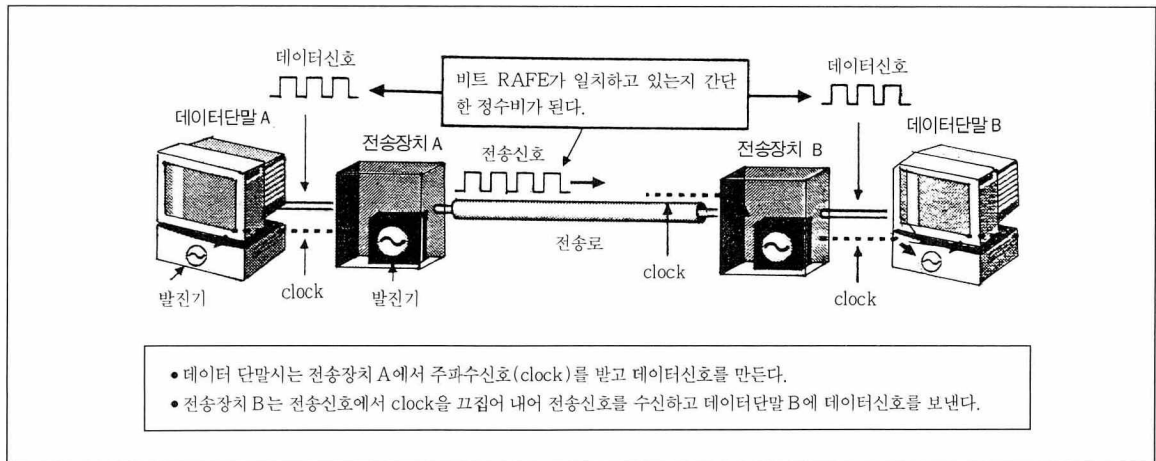 데이터신호
비트 RAFE가 일치하고 있는지 간단
한 정수비가 된다.
데이터신호
데이터단말 A
전송장치 A
전송신호
전송장치 B
데이터단말 B
전송로
발진기
clock
발진기
clock
clock
• 데이터 단말시는 전송장치 A에서 주파수신호(clock)를 받고 데이터신호를 만든다.
• 전송장치 B는 전송신호에서 clock을 끄집어 내어 전송신호를 수신하고 데이터단말 B에 데이터신호를 보낸다.